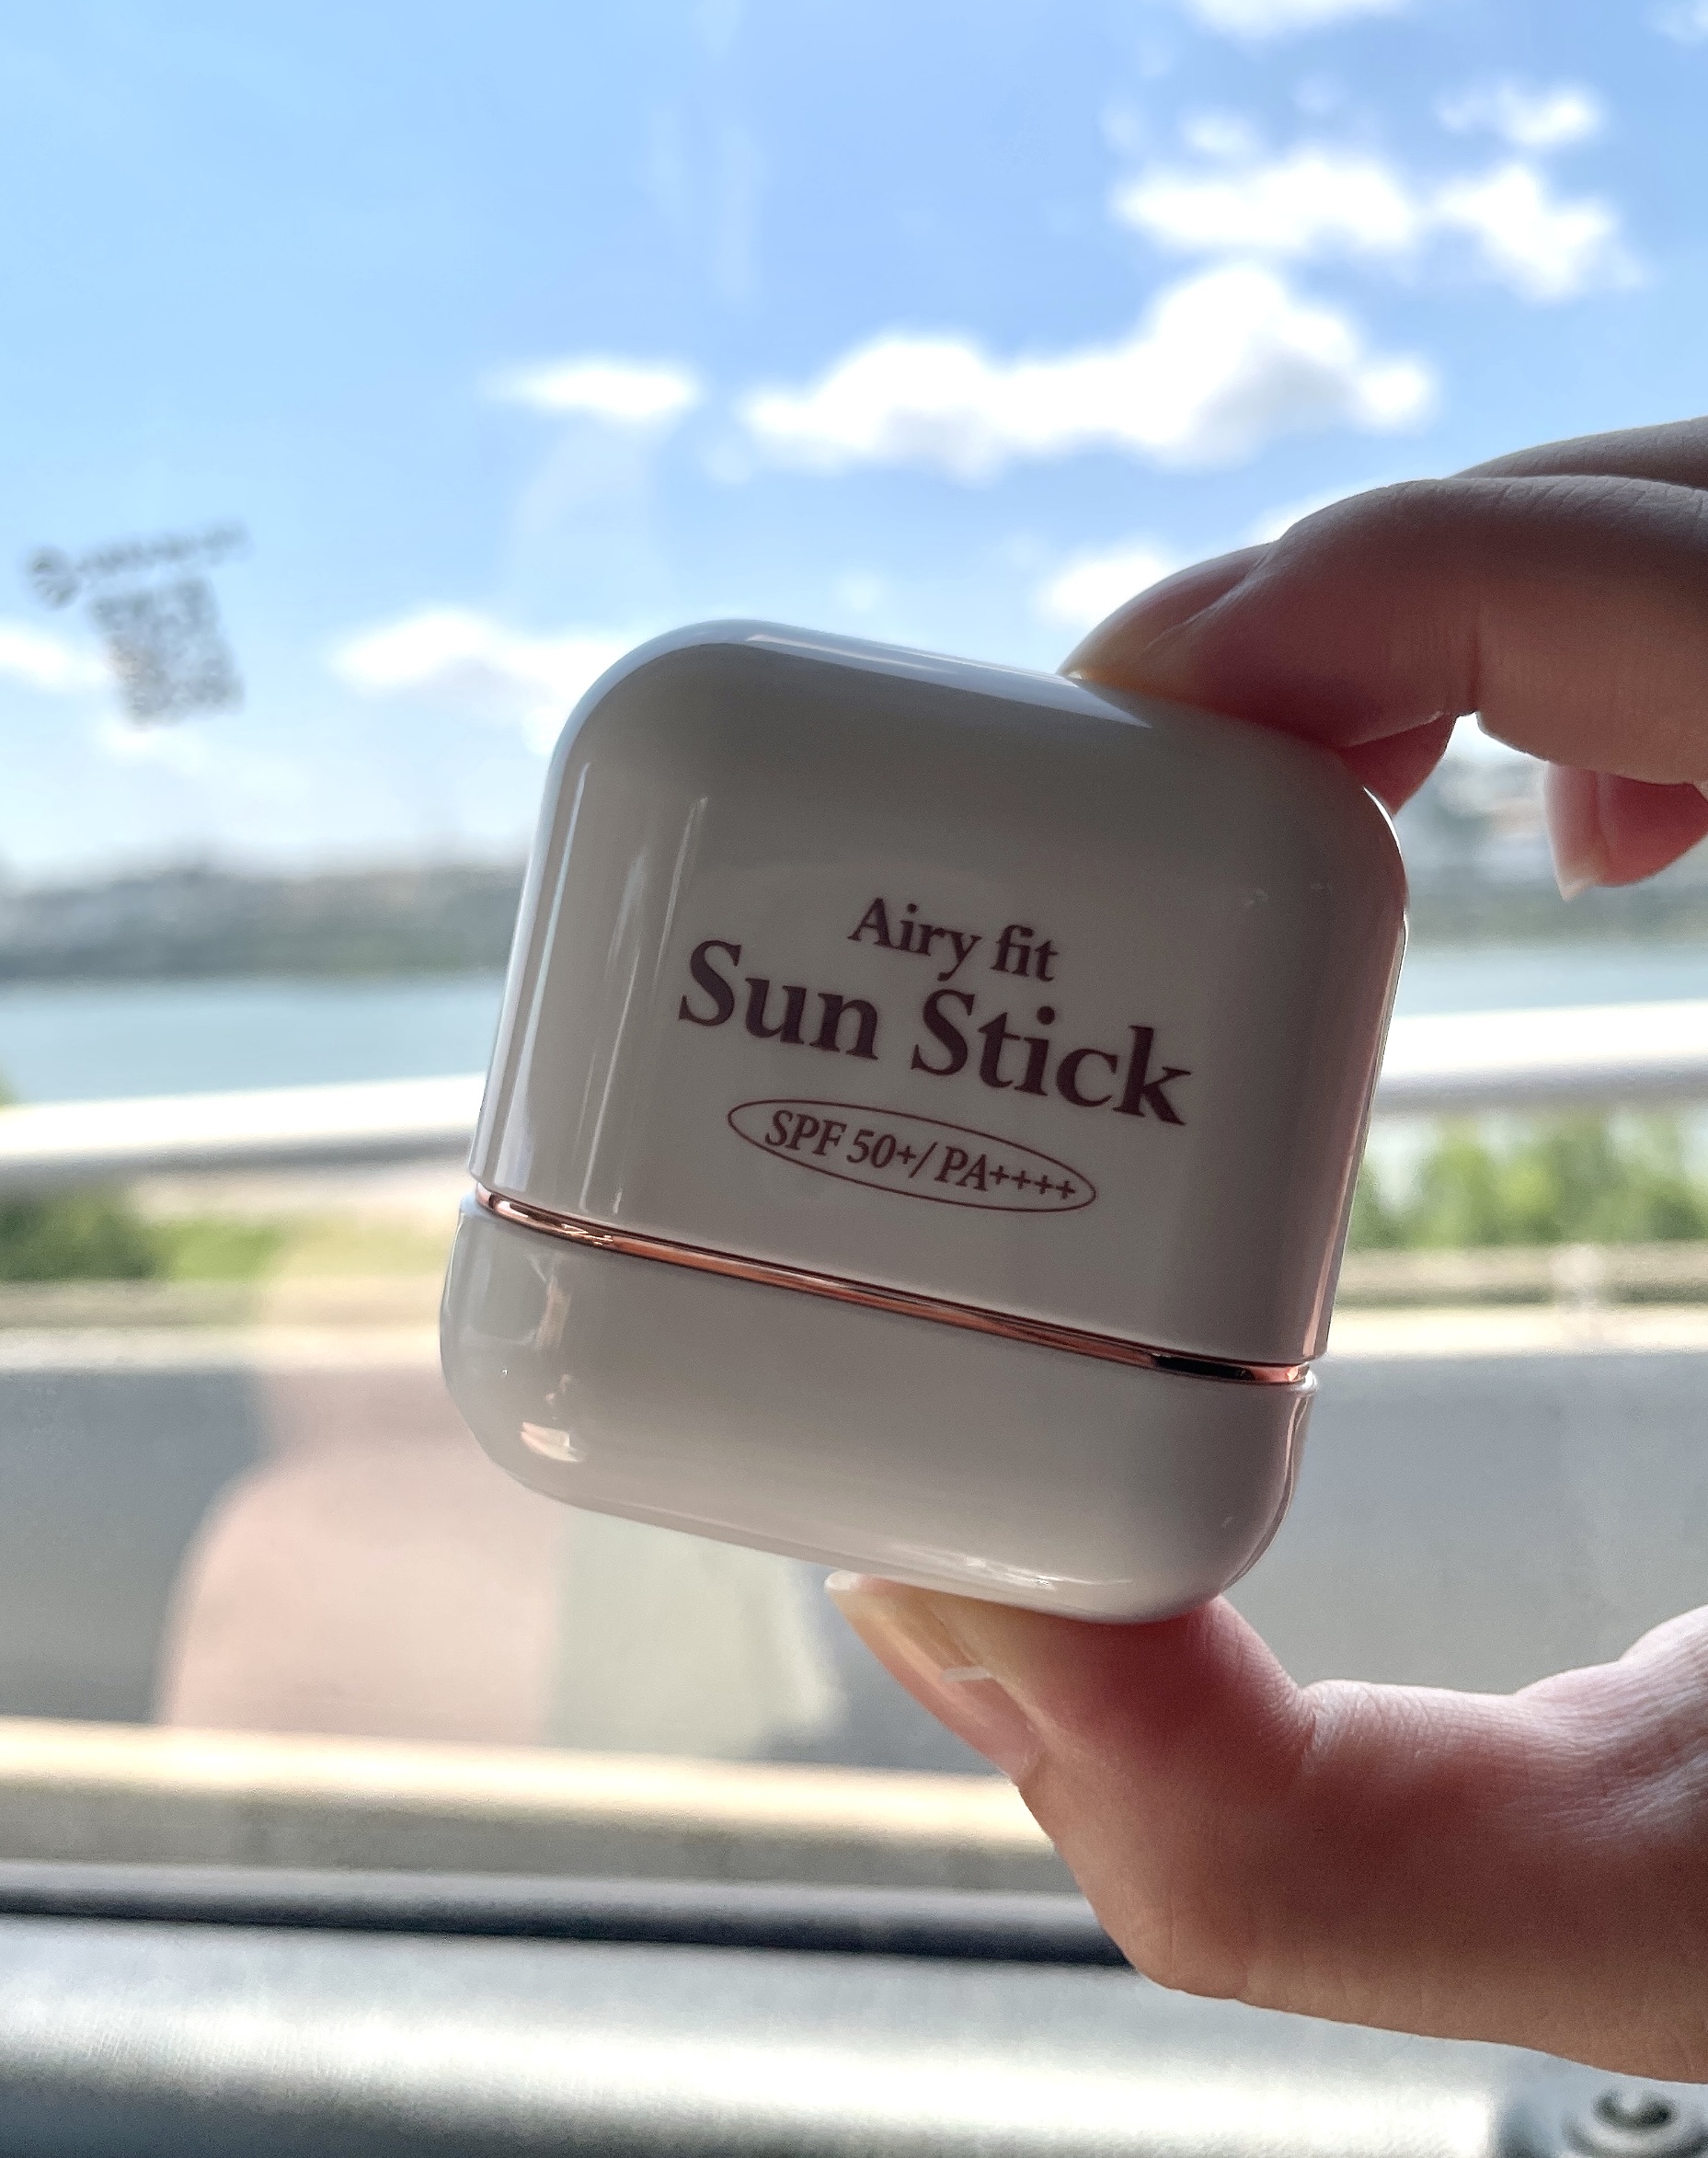 Airy fit
Sun Stick
SPF 50+/PA++++